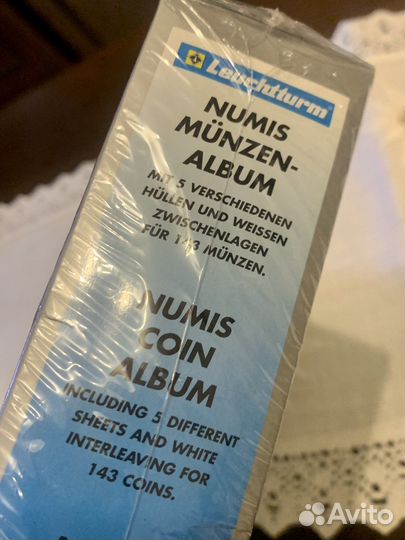 Leuchtturm
NUMIS
MÜNZEN-
ALBUM
MIT 5 VERSCHIEDENEN
HÜLLEN UND WEISSEN
ZWISCHENLAGEN
FÜR 143 MÜNZEN.
NUMIS
COIN
ALBUM
INCLUDING 5 DIFFERENT
SHEETS AND WHITE
INTERLEAVING FOR
143 COINS.
Avito